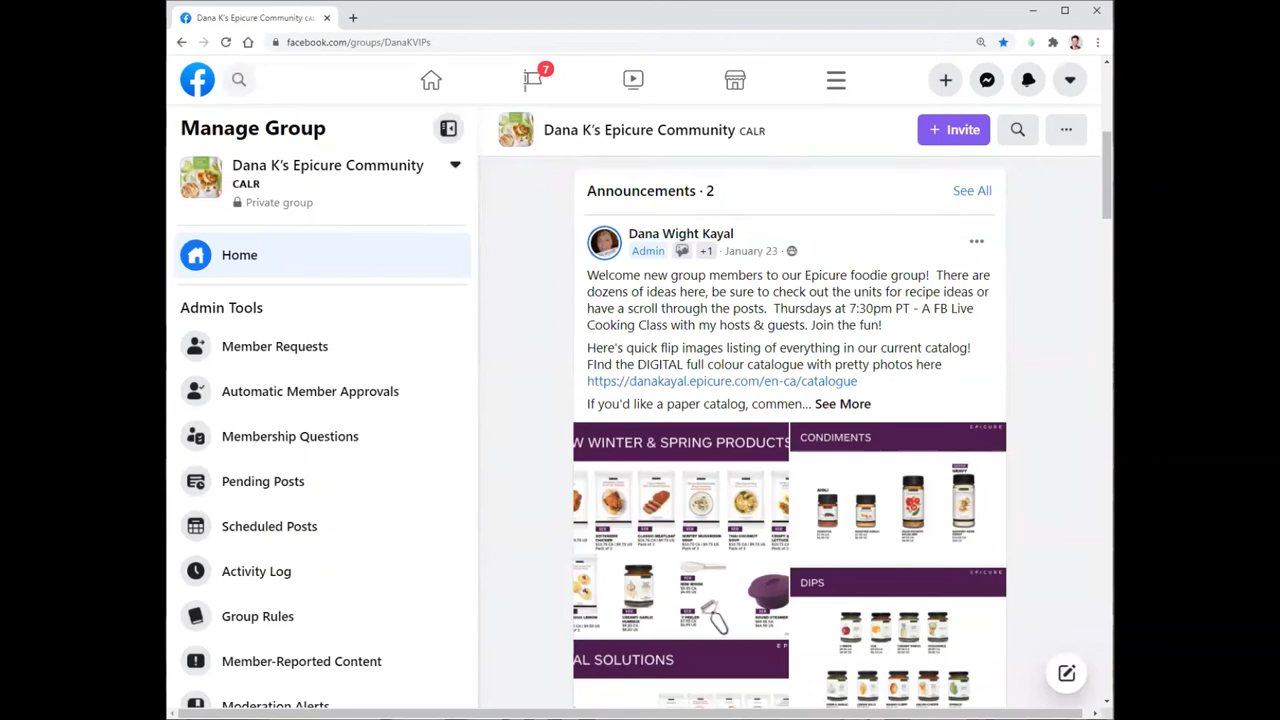 Dana K's Epicure Community
facebook.com/groups/DanaKVIPs
7
Manage Group
Dana K's Epicure Community
CALR
Private group
Home
Admin Tools
Member Requests
Automatic Member Approvals
Membership Questions
Pending Posts
Scheduled Posts
Activity Log
Group Rules
Member-Reported Content
Moderation Alerts
Dana K's Epicure Community CALR
+ Invite
Announcements · 2
See All
Dana Wight Kayal
Admin +1 · January 23 ·
Welcome new group members to our Epicure foodie group! There are
dozens of ideas here, be sure to check out the units for recipe ideas or
have a scroll through the posts. Thursdays at 7:30pm PT - A FB Live
Cooking Class with my hosts & guests. Join the fun!
Here's quick flip images listing of everything in our current catalog!
FInd the DIGITAL full colour catalogue with pretty photos here
https://danakayal.epicure.com/en-ca/catalogue
If you'd like a paper catalog, commen... See More
W WINTER & SPRING PRODUCTS
EPICURE
CONDIMENTS
EPICURE
DIPS
AL SOLUTIONS